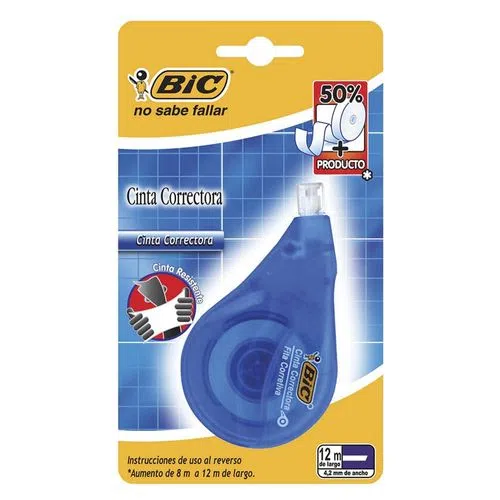 BIC
no sabe fallar
50%
+
PRODUCTO
*
Cinta Correctora
Cinta Correctora
Cinta Resistente
BIC
Cinta Correctora
Fita Corretiva
Instrucciones de uso al reverso
*Aumento de 8 m a 12 m de largo.
12 m
de largo
4,2 mm de ancho